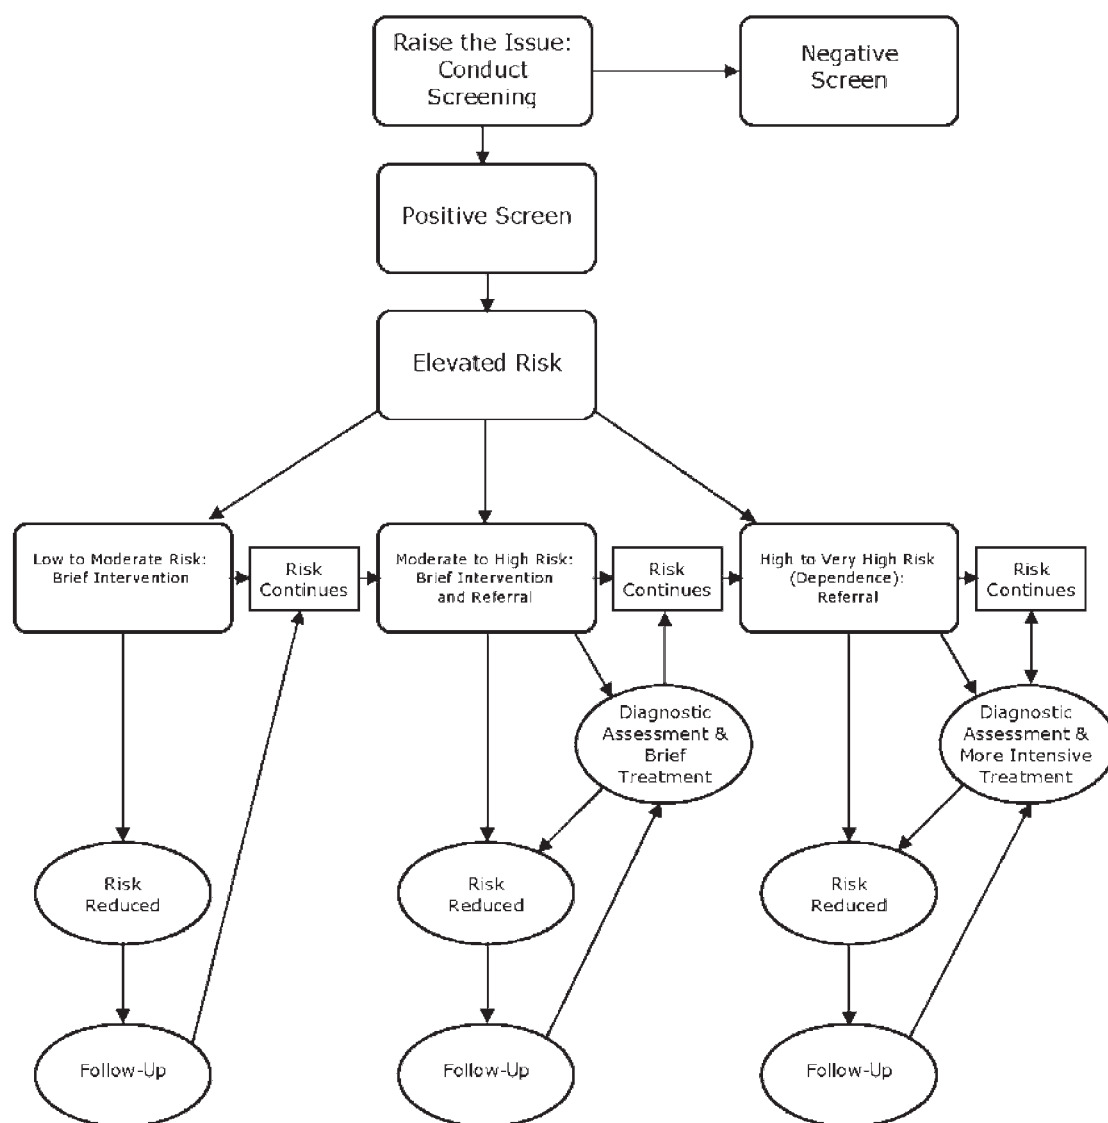 Raise the Issue:
Conduct
Screening
Negative
Screen
Positive Screen
Elevated Risk
Low to Moderate Risk:
Brief Intervention
Risk
Continues
Moderate to High Risk:
Brief Intervention
and Referral
Risk
Continues
High to Very High Risk
(Dependence):
Referral
Risk
Continues
Diagnostic
Assessment &
Brief
Treatment
Diagnostic
Assessment &
More Intensive
Treatment
Risk
Reduced
Risk
Reduced
Risk
Reduced
Follow-Up
Follow-Up
Follow-Up